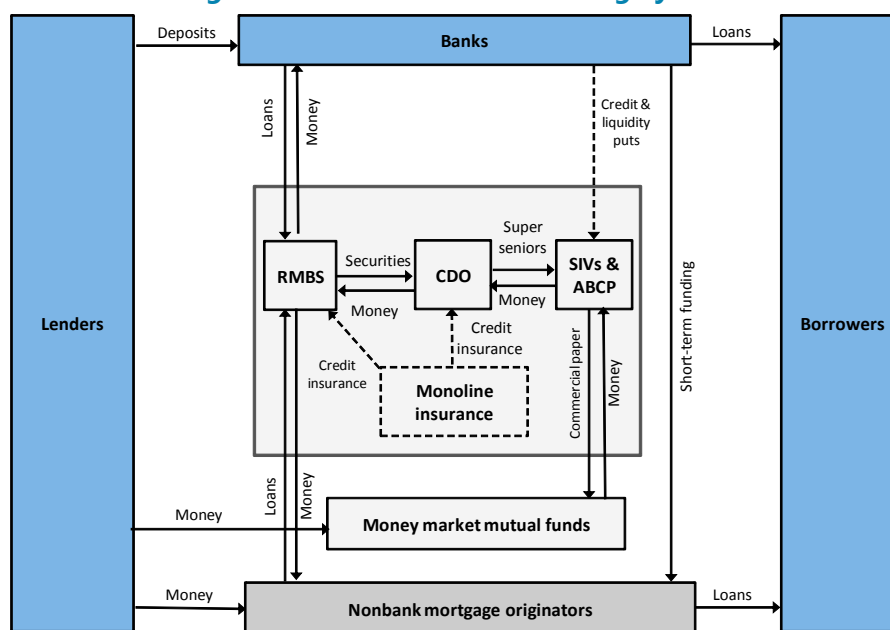 Deposits
Banks
Loans
Loans
Money
Credit &
liquidity
puts
Super
seniors
RMBS
Securities
CDO
SIVs &
ABCP
Money
Money
Lenders
Borrowers
Credit
insurance
Credit
insurance
Monoline
insurance
Commercial paper
Money
Short-term funding
Loans
Money
Money
Money market mutual funds
Money
Nonbank mortgage originators
Loans